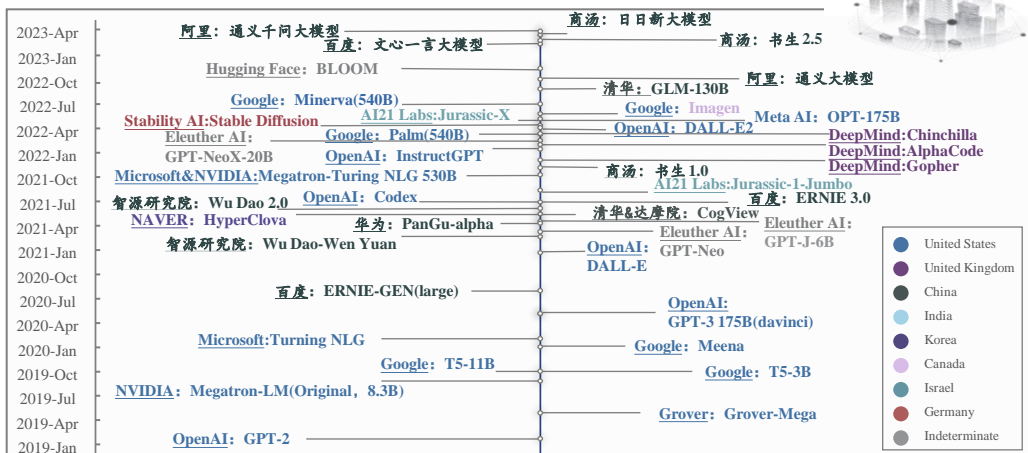 2023-Apr
2023-Jan
2022-Oct
2022-Jul
2022-Apr
2022-Jan
2021-Oct
2021-Jul
2021-Apr
2021-Jan
2020-Oct
2020-Jul
2020-Apr
2020-Jan
2019-Oct
2019-Jul
2019-Apr
2019-Jan
商汤：日日新大模型
阿里：通义千问大模型
百度：文心一言大模型
商汤：书生2.5
Hugging Face：BLOOM
阿里：通义大模型
清华：GLM-130B
Google：Minerva(540B)
AI21 Labs:Jurassic-X
Google：Imagen
Meta AI：OPT-175B
Stability AI:Stable Diffusion
OpenAI：DALL-E2
Eleuther AI：
GPT-NeoX-20B
Google：Palm(540B)
DeepMind:Chinchilla
OpenAI：InstructGPT
DeepMind:AlphaCode
DeepMind:Gopher
商汤：书生1.0
Microsoft&NVIDIA:Megatron-Turing NLG 530B
AI21 Labs:Jurassic-1-Jumbo
OpenAI：Codex
百度：ERNIE 3.0
智源研究院：Wu Dao 2.0
清华&达摩院：CogView
NAVER：HyperClova
华为：PanGu-alpha
Eleuther AI：
GPT-J-6B
Eleuther AI：
GPT-Neo
智源研究院：Wu Dao-Wen Yuan
OpenAI：
DALL-E
百度：ERNIE-GEN(large)
OpenAI:
GPT-3 175B(davinci)
Microsoft:Turning NLG
Google：Meena
Google：T5-11B
Google：T5-3B
NVIDIA：Megatron-LM(Original，8.3B)
Grover：Grover-Mega
OpenAI：GPT-2
United States
United Kingdom
China
India
Korea
Canada
Israel
Germany
Indeterminate